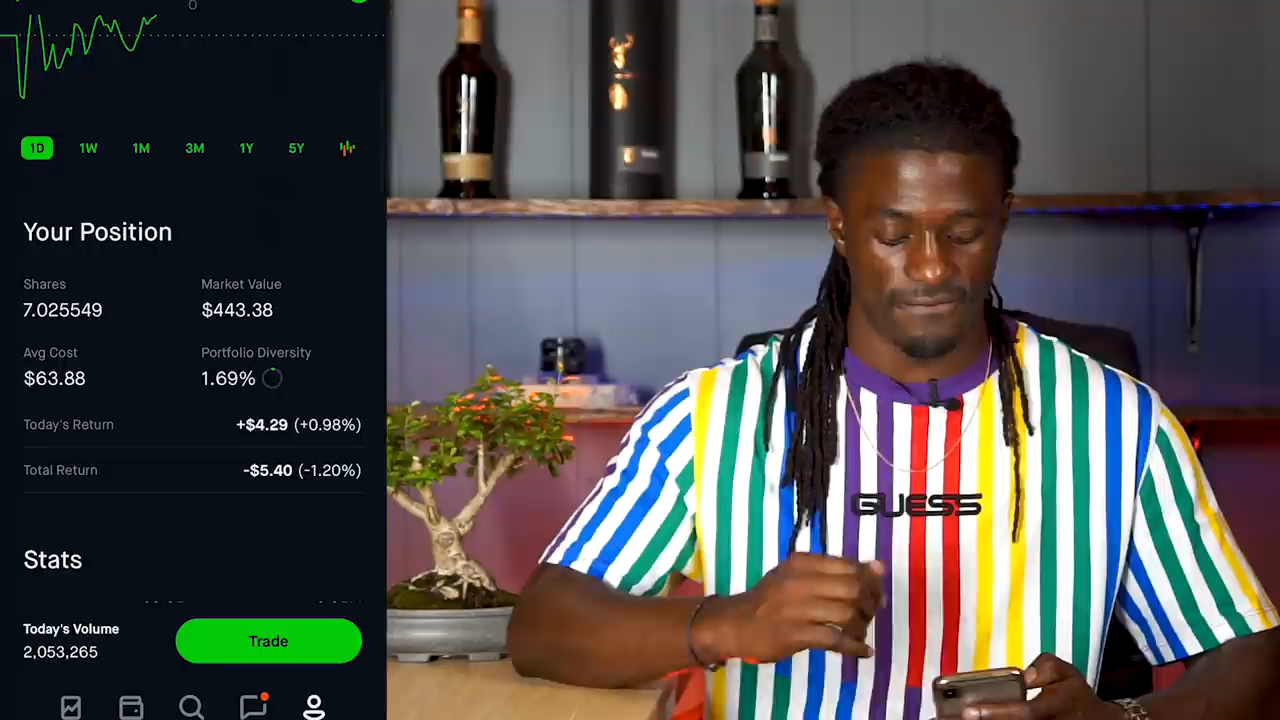 0
1D 1W 1M 3M 1Y 5Y
Your Position
Shares Market Value
7.025549 $443.38
Avg Cost Portfolio Diversity
$63.88 1.69%
Today's Return +$4.29 (+0.98%)
Total Return -$5.40 (-1.20%)
Stats
Today's Volume
2,053,265
Trade
GUESS